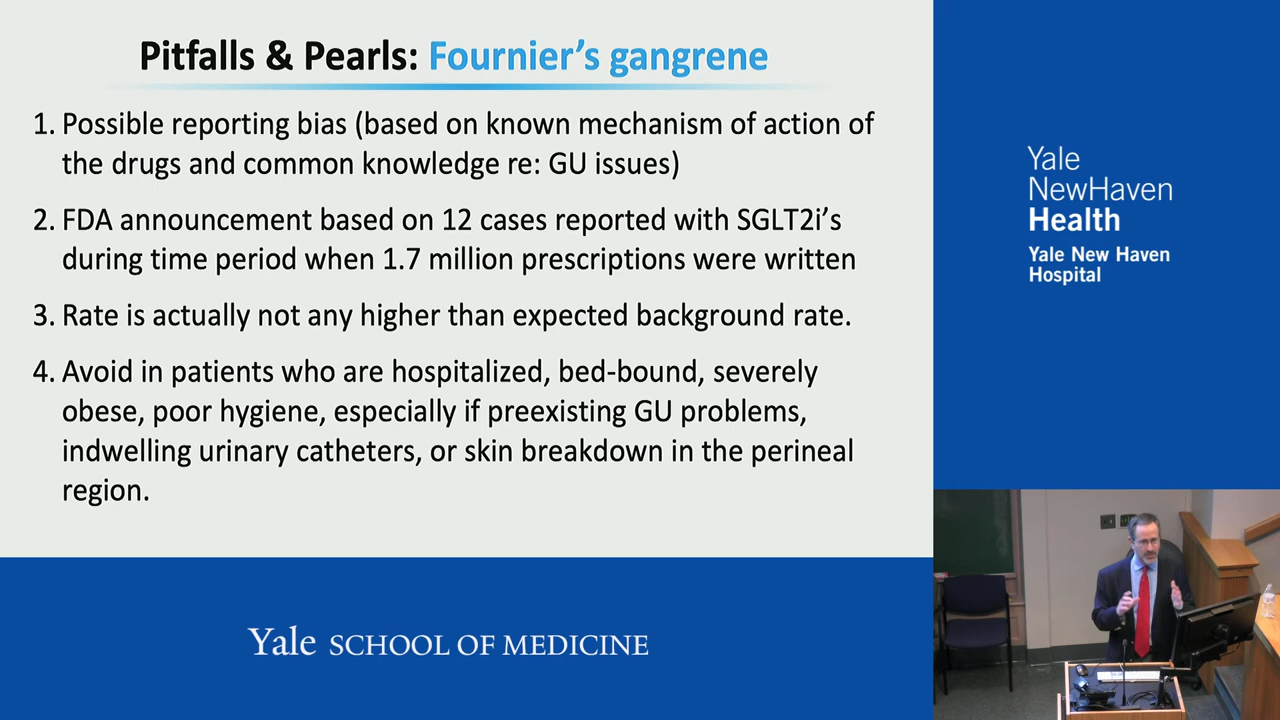 Pitfalls & Pearls: Fournier’s gangrene
1. Possible reporting bias (based on known mechanism of action of
the drugs and common knowledge re: GU issues)
2. FDA announcement based on 12 cases reported with SGLT2i’s
during time period when 1.7 million prescriptions were written
3. Rate is actually not any higher than expected background rate.
4. Avoid in patients who are hospitalized, bed-bound, severely
obese, poor hygiene, especially if preexisting GU problems,
indwelling urinary catheters, or skin breakdown in the perineal
region.
Yale SCHOOL OF MEDICINE
Yale
NewHaven
Health
Yale New Haven
Hospital